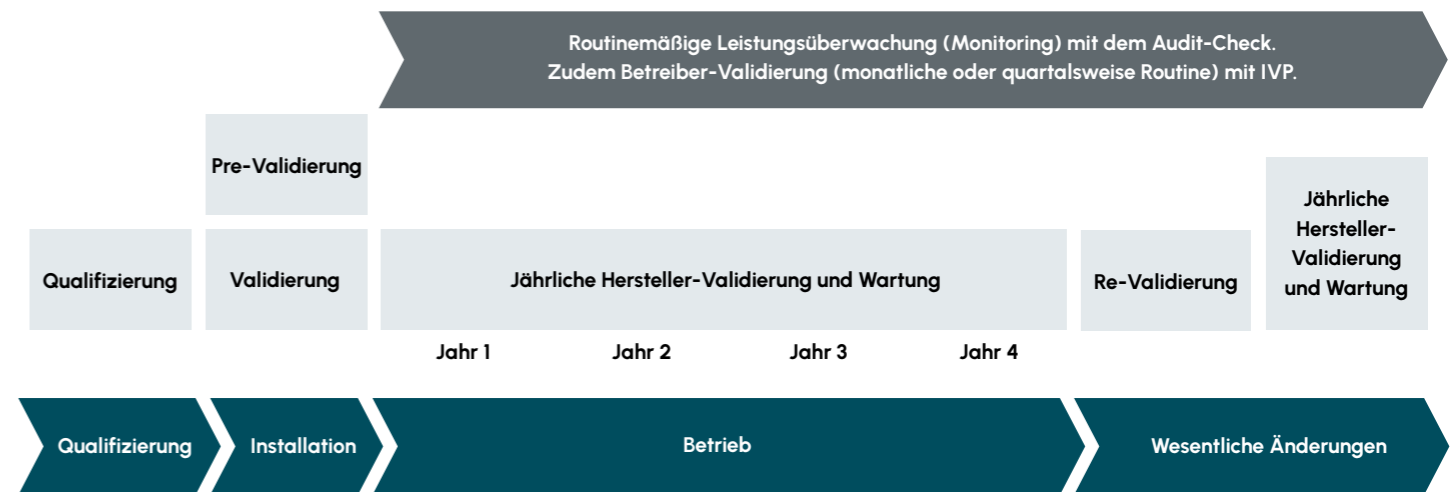 Routinemäßige Leistungsüberwachung (Monitoring) mit dem Audit-Check.
Zudem Betreiber-Validierung (monatliche oder quartalsweise Routine) mit IVP.
Pre-Validierung
Qualifizierung
Validierung
Jährliche Hersteller-Validierung und Wartung
Re-Validierung
Jährliche
Hersteller-
Validierung
und Wartung
Jahr 1
Jahr 2
Jahr 3
Jahr 4
Qualifizierung
Installation
Betrieb
Wesentliche Änderungen